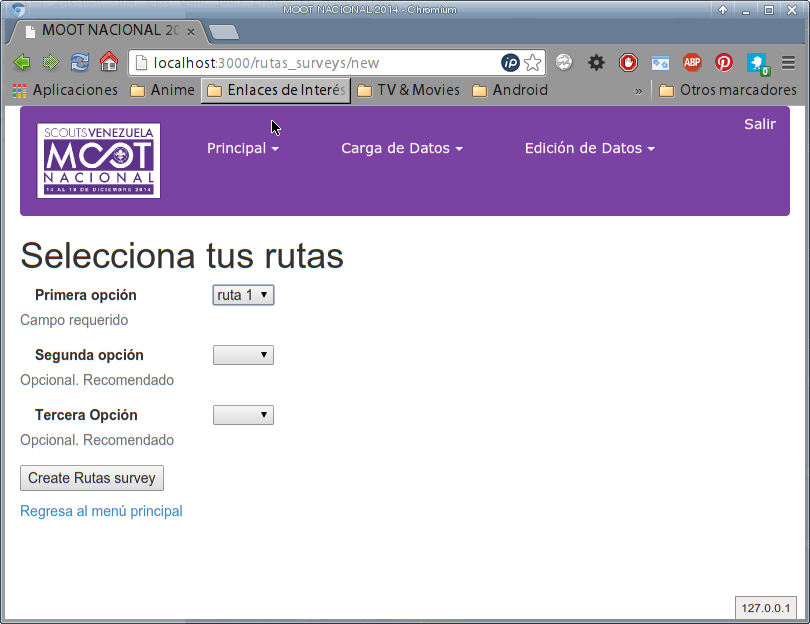 MOOT NACIONAL 2014 - Chromium
MOOT NACIONAL 20
localhost:3000/rutas_surveys/new
ABP
0
Aplicaciones Anime Enlaces de Interés TV & Movies Android » Otros marcadores
Salir
SCOUTSVENEZUELA
MOOT
NACIONAL
14 AL 18 DE DICIEMBRE 2014
Principal Carga de Datos Edición de Datos
Selecciona tus rutas
Primera opción ruta 1
Campo requerido
Segunda opción
Opcional. Recomendado
Tercera Opción
Opcional. Recomendado
Create Rutas survey
Regresa al menú principal
127.0.0.1